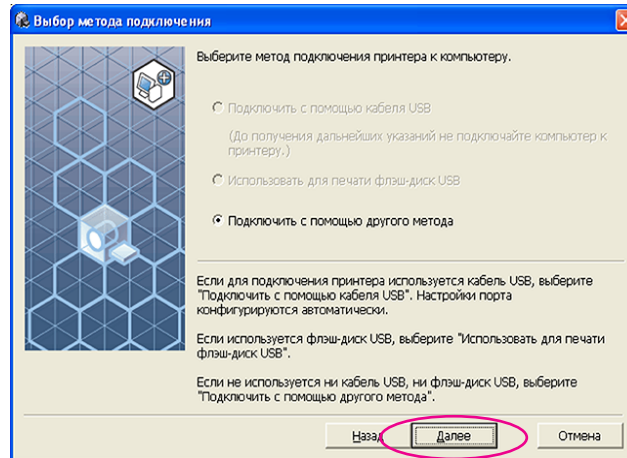 Выбор метода подключения
Выберите метод подключения принтера к компьютеру.
Подключить с помощью кабеля USB
(До получения дальнейших указаний не подключайте компьютер к
принтеру.)
Использовать для печати флэш-диск USB
Подключить с помощью другого метода
Если для подключения принтера используется кабель USB, выберите
"Подключить с помощью кабеля USB". Настройки порта
конфигурируются автоматически.
Если используется флэш-диск USB, выберите "Использовать для печати
флэш-диск USB".
Если не используется ни кабель USB, ни флэш-диск USB, выберите
"Подключить с помощью другого метода".
Назад Далее Отмена